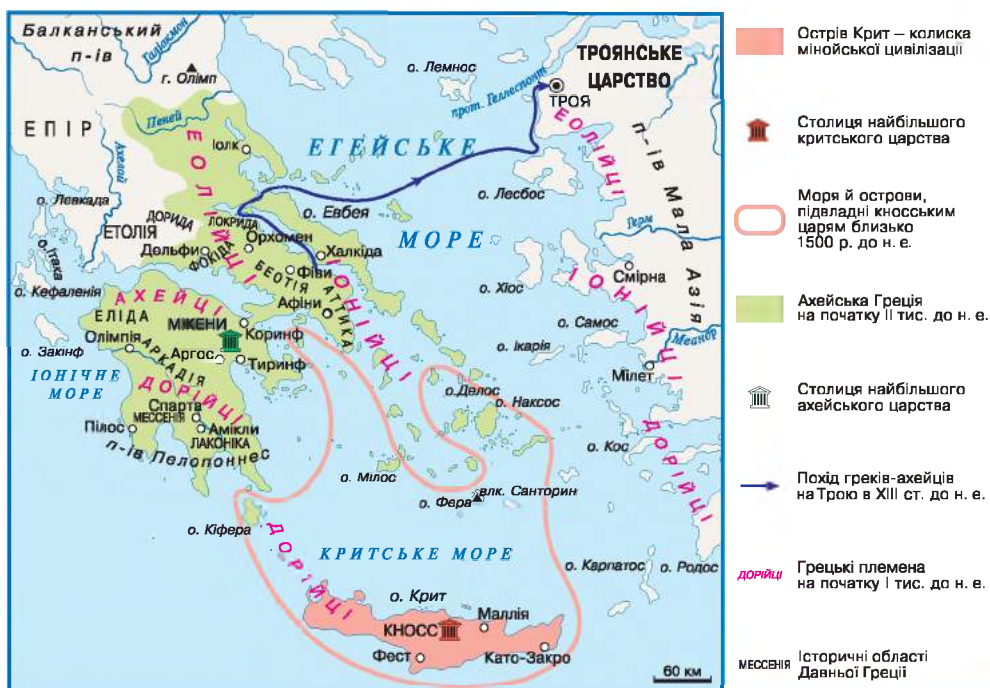 Балканський
п-ів
Галіакмон
г. Олімп
ЕПІР
Пеней
Ахелой
Іолк
ЕОЛІЙЦІ
о. Лемнос
прот. Геллеспонт
ТРОЯНСЬКЕ
ЦАРСТВО
ТРОЯ
ЕОЛІЙЦІ
п-ів Мала Азія
ЕГЕЙСЬКЕ
МОРЕ
о. Лесбос
Герм
о. Левкада
ДОРИДА
ЛОКРИДА
ЕТОЛІЯ
Дельфи
ФОКІДА
Орхомен
о. Евбея
Халкіда
БЕОТІЯ
Фіви
АТТИКА
Афіни
ІОНІЙЦІ
о. Ітака
о. Кефаленія
АХЕЙЦІ
ЕЛІДА
МІКЕНИ
Коринф
Олімпія
АРКАДІЯ
Аргос
Тиринф
о. Закінф
ІОНІЧНЕ
МОРЕ
ДОРІЙЦІ
Спарта
МЕССЕНІЯ
Пілос
Амікли
ЛАКОНІКА
п-ів Пелопоннес
о. Хіос
Смірна
ІОНІЙЦІ
о. Самос
Меандр
о. Ікарія
Мілет
о. Делос
о. Наксос
ДОРІЙЦІ
о. Кос
о. Мілос
о. Фера
влк. Санторин
о. Кіфера
ДОРІЙЦІ
КРИТСЬКЕ МОРЕ
о. Карпатос
о. Родос
о. Крит
КНОСС
Маллія
Фест
Като-Закро
60 км
Острів Крит – колиска
мінойської цивілізації
Столиця найбільшого
критського царства
Моря й острови,
підвладні кносським
царям близько
1500 р. до н. е.
Ахейська Греція
на початку II тис. до н. е.
Столиця найбільшого
ахейського царства
Похід греків-ахейців
на Трою в XIII ст. до н. е.
ДОРІЙЦІ
Грецькі племена
на початку I тис. до н. е.
МЕССЕНІЯ
Історичні області
Давньої Греції